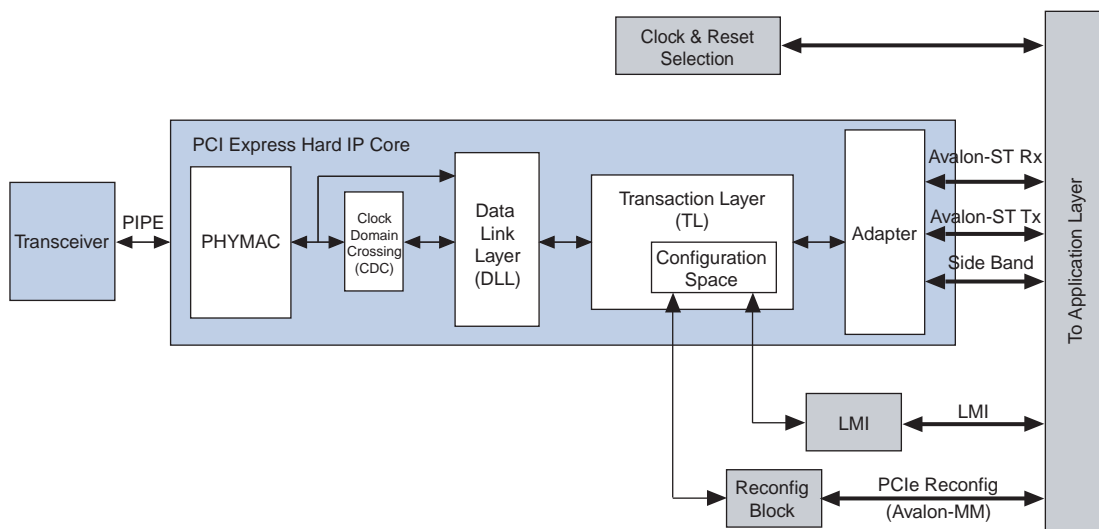 Clock & Reset
Selection
PCI Express Hard IP Core
Transceiver
PIPE
PHYMAC
Clock
Domain
Crossing
(CDC)
Data
Link
Layer
(DLL)
Transaction Layer
(TL)
Configuration
Space
Adapter
Avalon-ST Rx
Avalon-ST Tx
Side Band
To Application Layer
LMI
LMI
Reconfig
Block
PCIe Reconfig
(Avalon-MM)